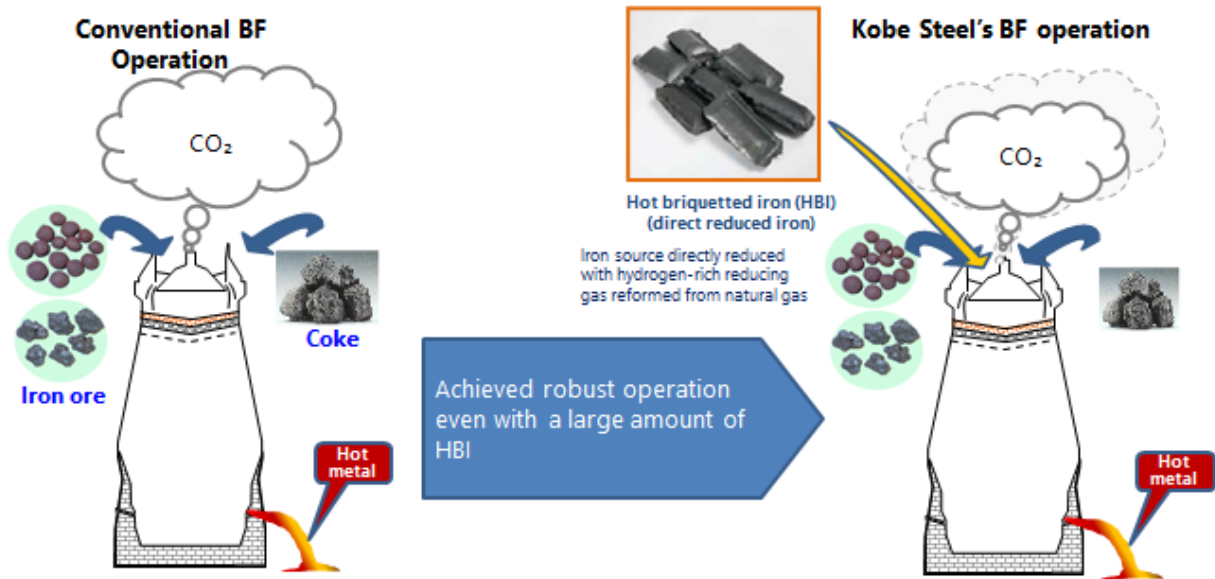 Conventional BF
Operation
CO₂
Coke
Iron ore
Hot
metal
Achieved robust operation
even with a large amount of
HBI
Hot briquetted iron (HBI)
(direct reduced iron)
Iron source directly reduced
with hydrogen-rich reducing
gas reformed from natural gas
Kobe Steel's BF operation
CO₂
Hot
metal